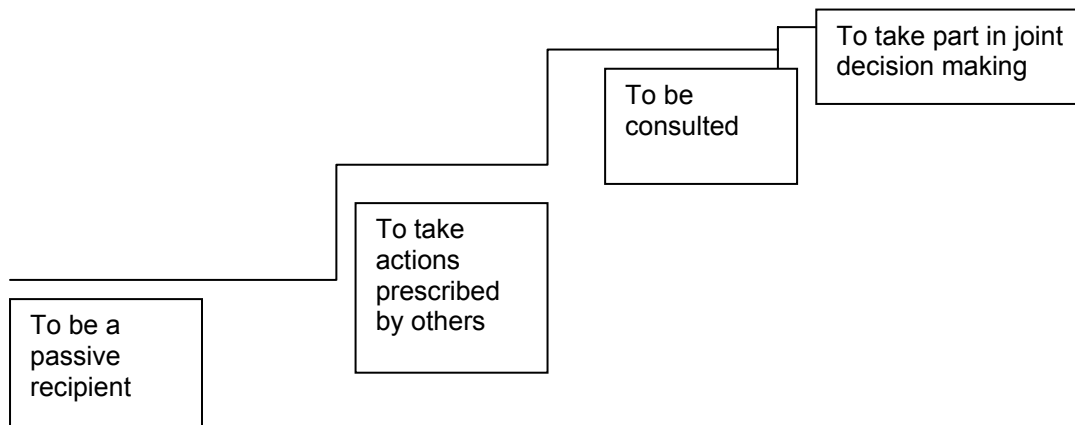 To take part in joint
decision making
To be
consulted
To take
actions
prescribed
by others
To be a
passive
recipient